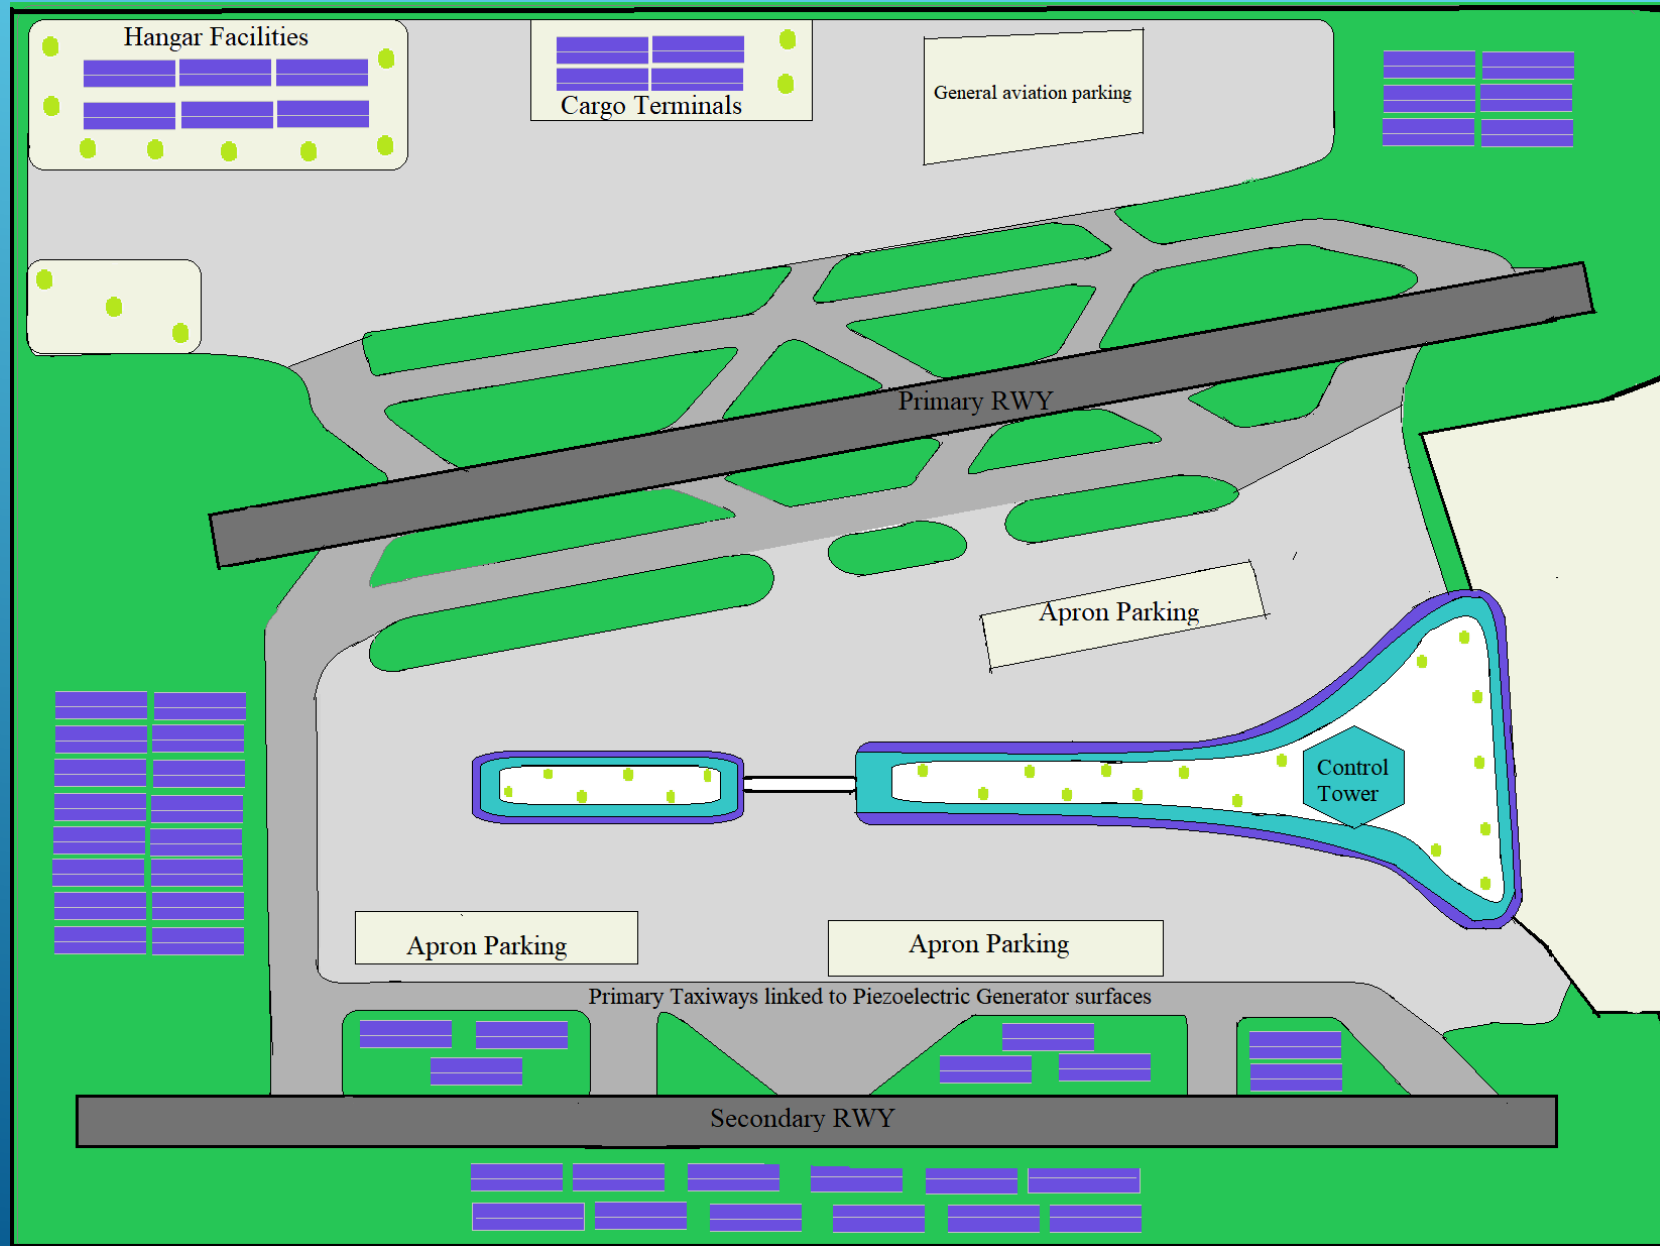 Hangar Facilities
Cargo Terminals
General aviation parking
Primary RWY
Apron Parking
Control
Tower
Apron Parking
Apron Parking
Primary Taxiways linked to Piezoelectric Generator surfaces
Secondary RWY